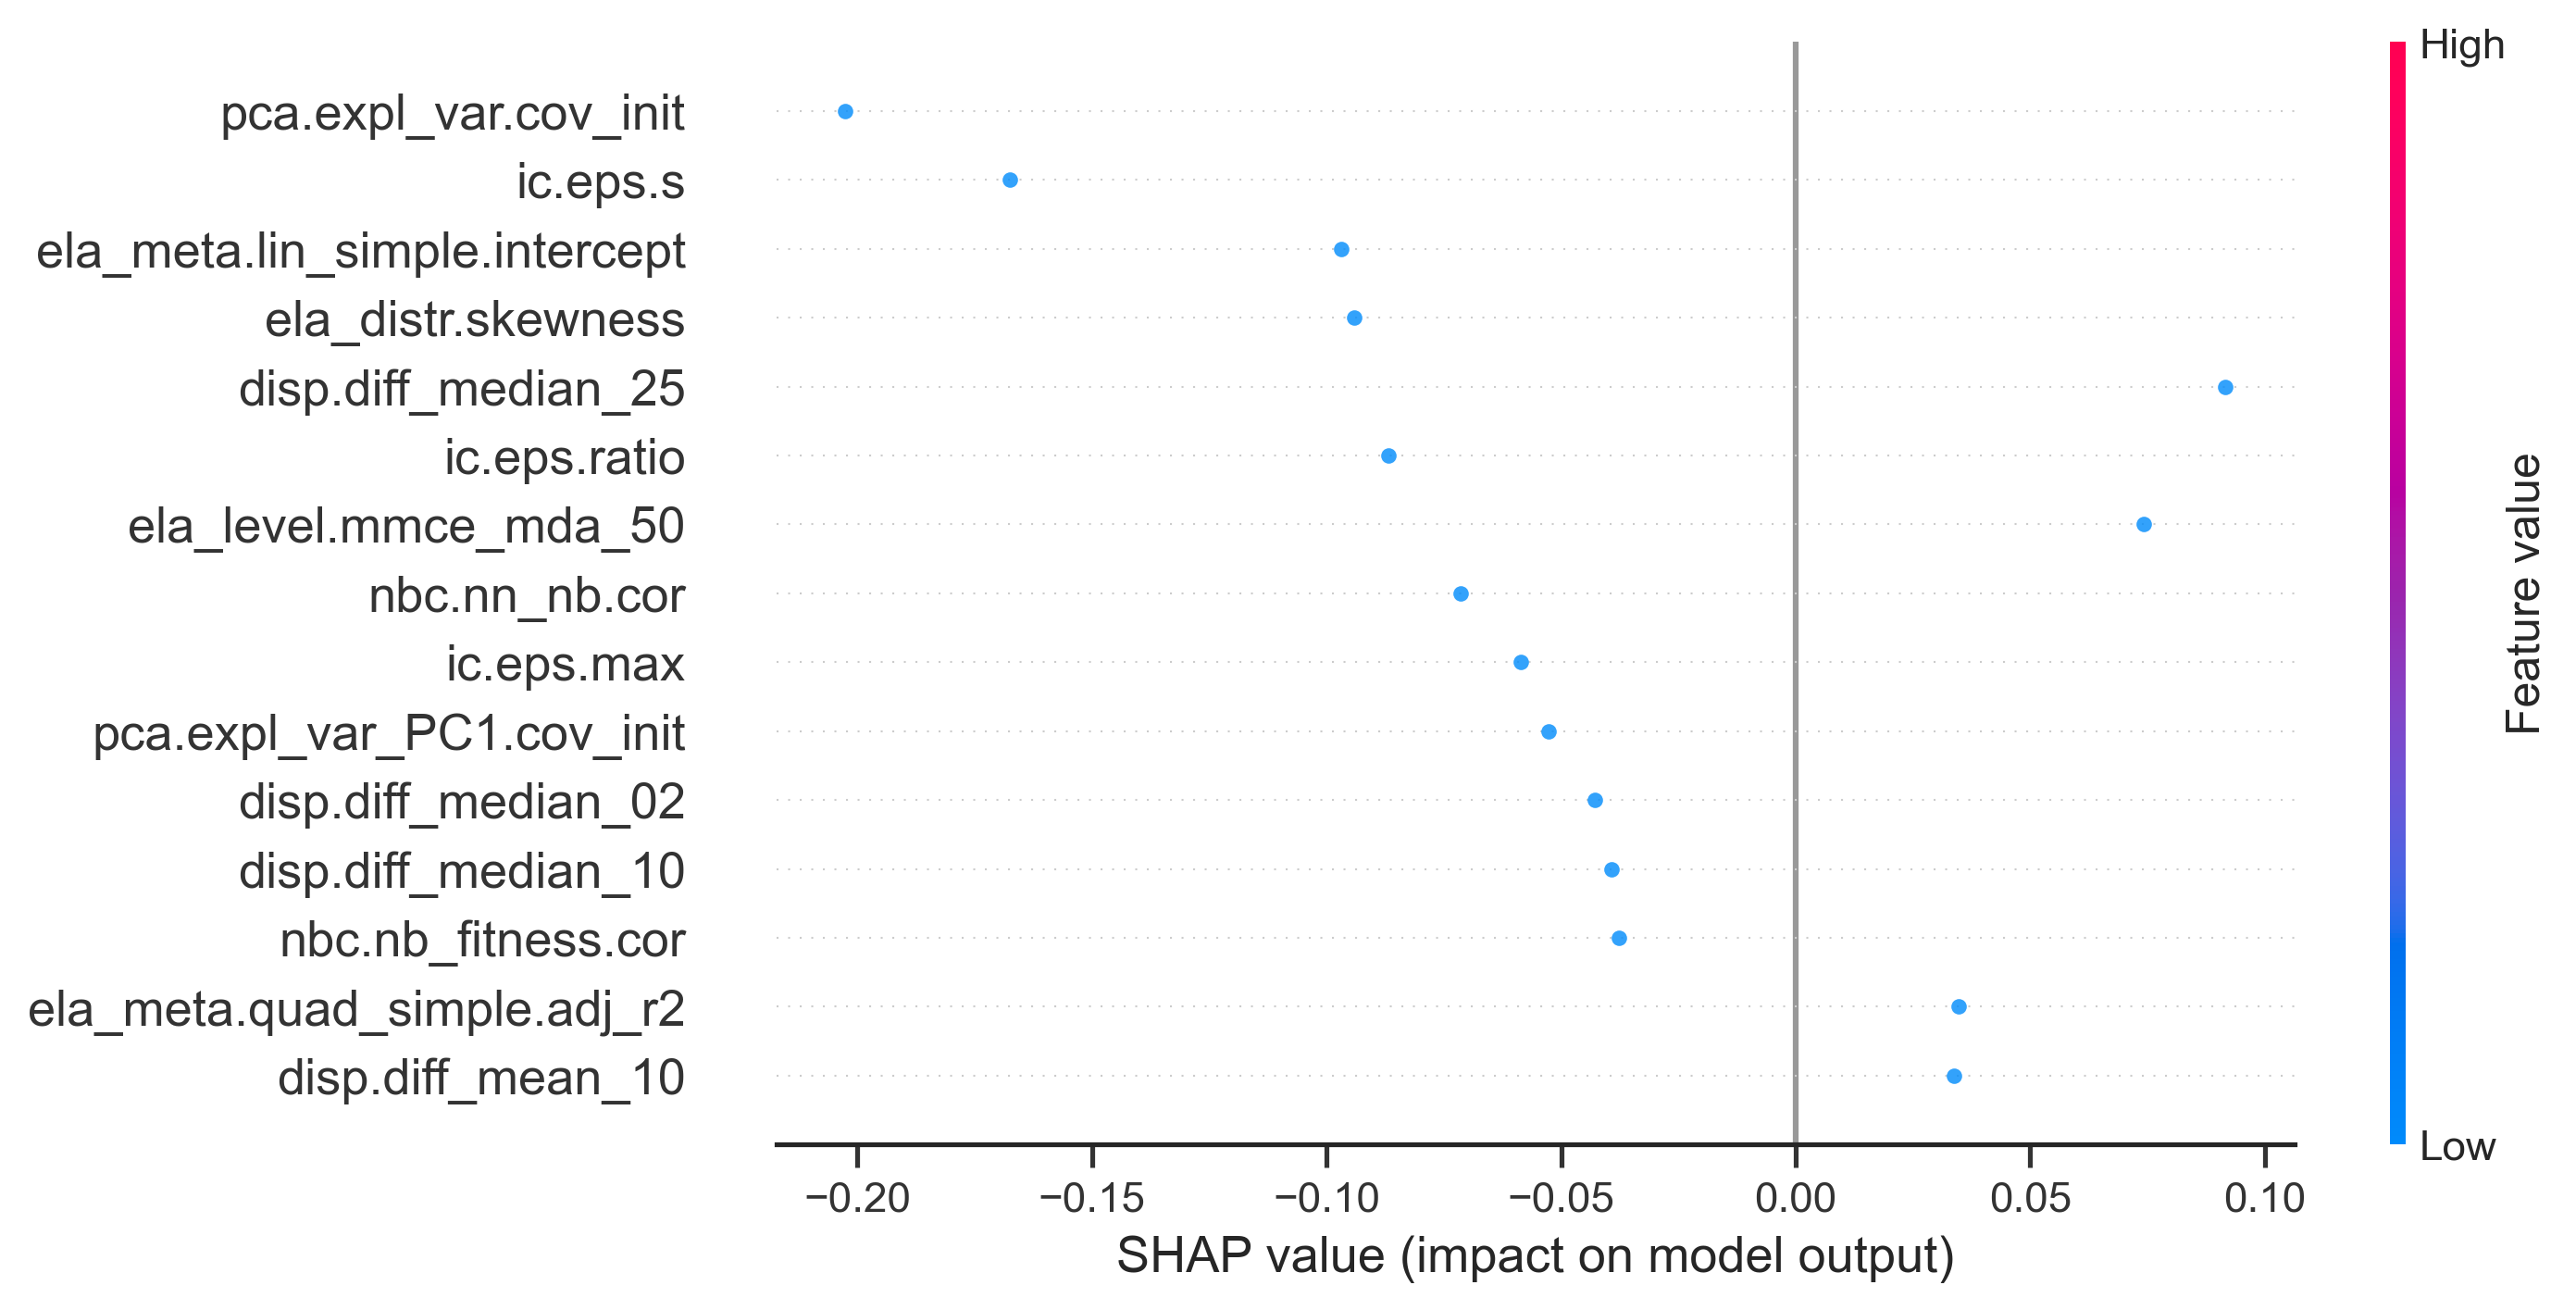 High
pca.expl_var.cov_init
ic.eps.s
ela_meta.lin_simple.intercept
ela_distr.skewness
disp.diff_median_25
ic.eps.ratio
ela_level.mmce_mda_50
nbc.nn_nb.cor
ic.eps.max
pca.expl_var_PC1.cov_init
disp.diff_median_02
disp.diff_median_10
nbc.nb_fitness.cor
ela_meta.quad_simple.adj_r2
disp.diff_mean_10
Feature value
Low
−0.20 −0.15 −0.10 −0.05 0.00 0.05 0.10
SHAP value (impact on model output)